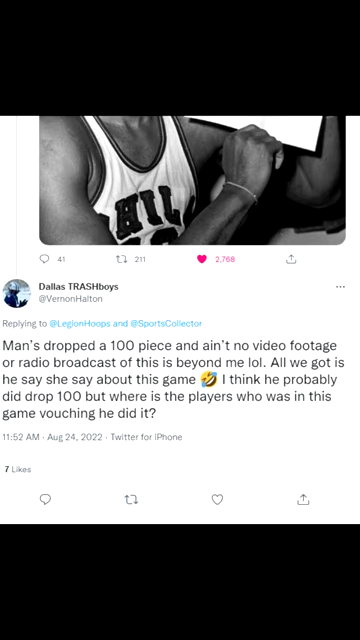 PHIL
41
211
2,768
Dallas TRASHboys
@VernonHalton
Replying to @LegionHoops and @SportsCollector
Man's dropped a 100 piece and ain't no video footage
or radio broadcast of this is beyond me lol. All we got is
he say she say about this game 🤣 I think he probably
did drop 100 but where is the players who was in this
game vouching he did it?
11:52 AM · Aug 24, 2022 · Twitter for iPhone
7 Likes